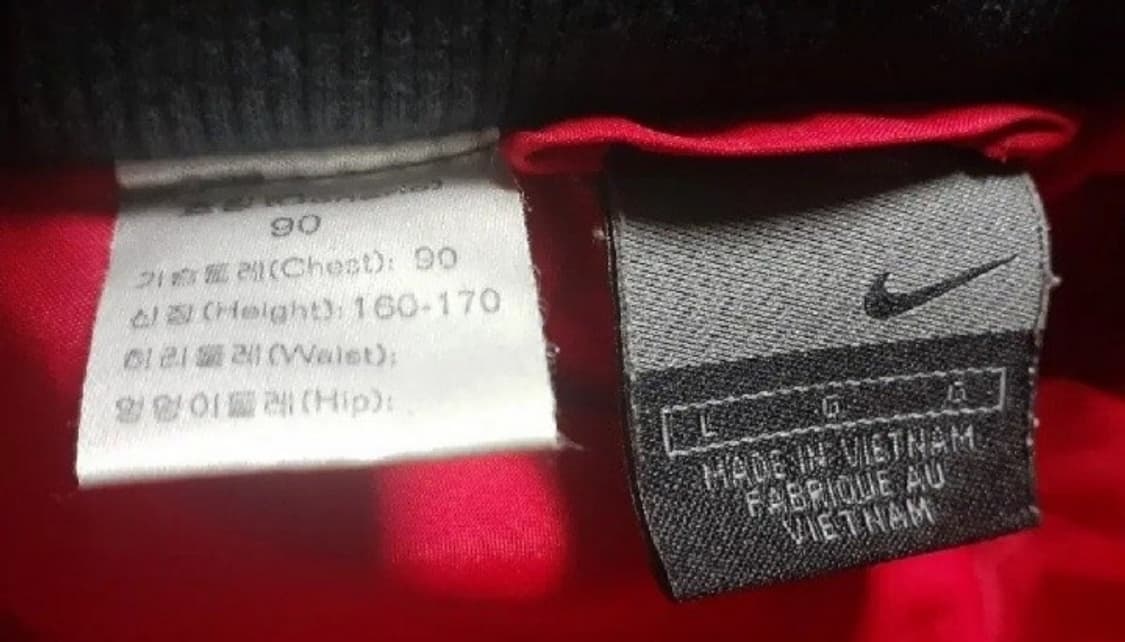 90
가슴둘레(Chest): 90
신장(Height): 160-170
허리둘레(Waist):
엉덩이둘레(Hip):
L G G
MADE IN VIETNAM
FABRIQUE AU
VIETNAM